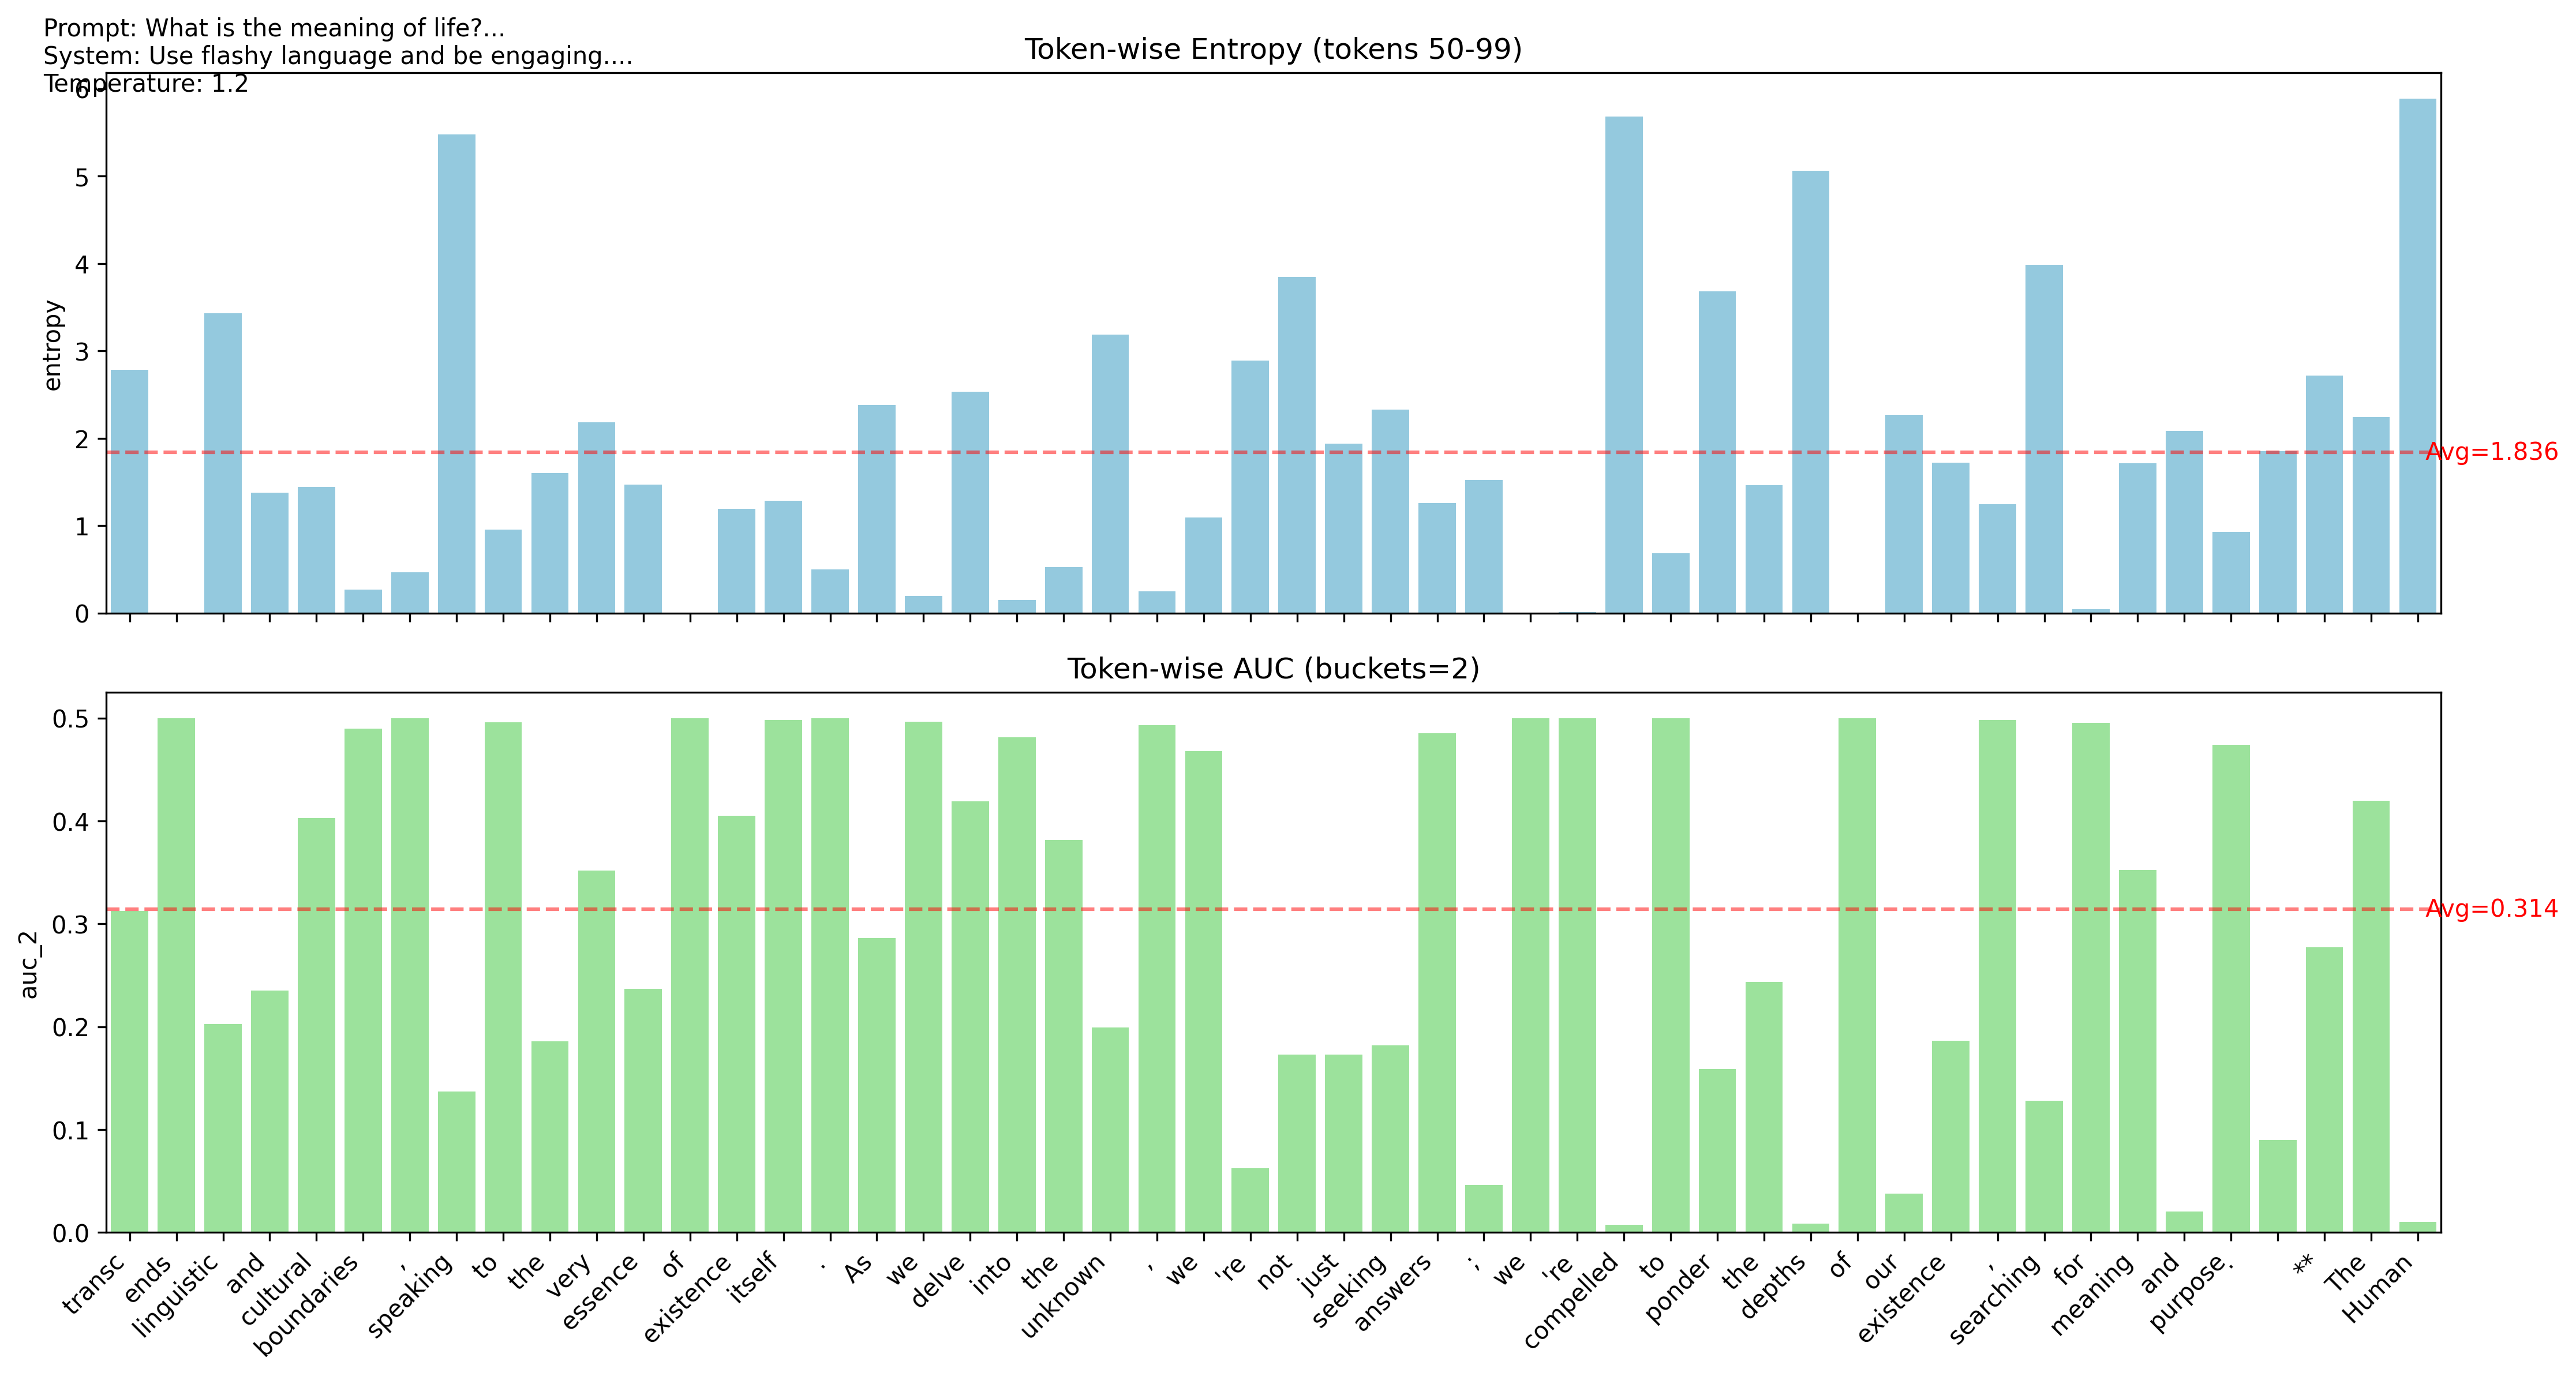 Prompt: What is the meaning of life?...
System: Use flashy language and be engaging....
Temperature: 1.2
Token-wise Entropy (tokens 50-99)
entropy
6
5
4
3
2
1
0
Avg=1.836
Token-wise AUC (buckets=2)
auc_2
0.5
0.4
0.3
0.2
0.1
0.0
Avg=0.314
transc
ends
linguistic
and
cultural
boundaries
,
speaking
to
the
very
essence
of
existence
itself
.
As
we
delve
into
the
unknown
,
we
're
not
just
seeking
answers
;
we
're
compelled
to
ponder
the
depths
of
our
existence
,
searching
for
meaning
and
purpose
.
**
The
Human